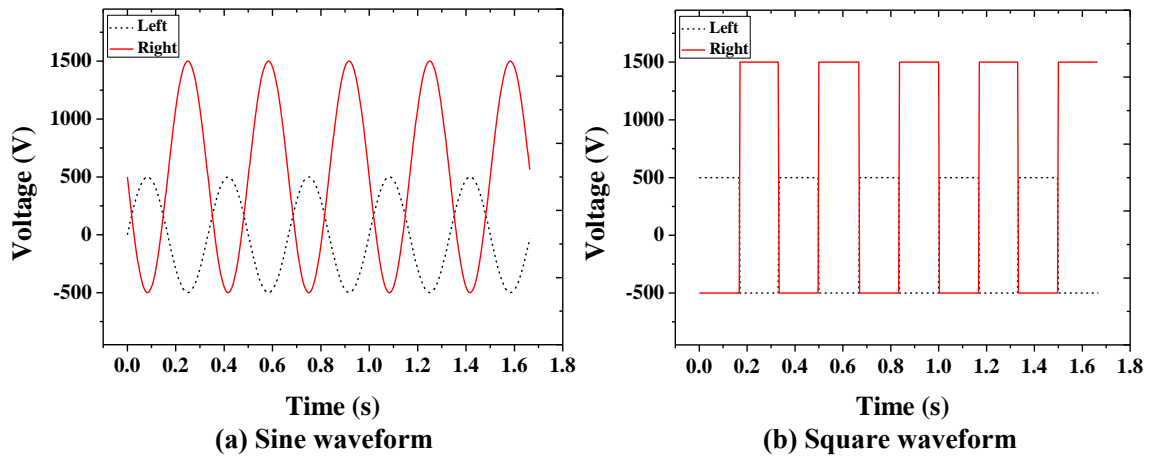 Left
Right
1500
1000
500
0
-500
Voltage (V)
0.0 0.2 0.4 0.6 0.8 1.0 1.2 1.4 1.6 1.8
Time (s)
(a) Sine waveform
Left
Right
1500
1000
500
0
-500
Voltage (V)
0.0 0.2 0.4 0.6 0.8 1.0 1.2 1.4 1.6 1.8
Time (s)
(b) Square waveform